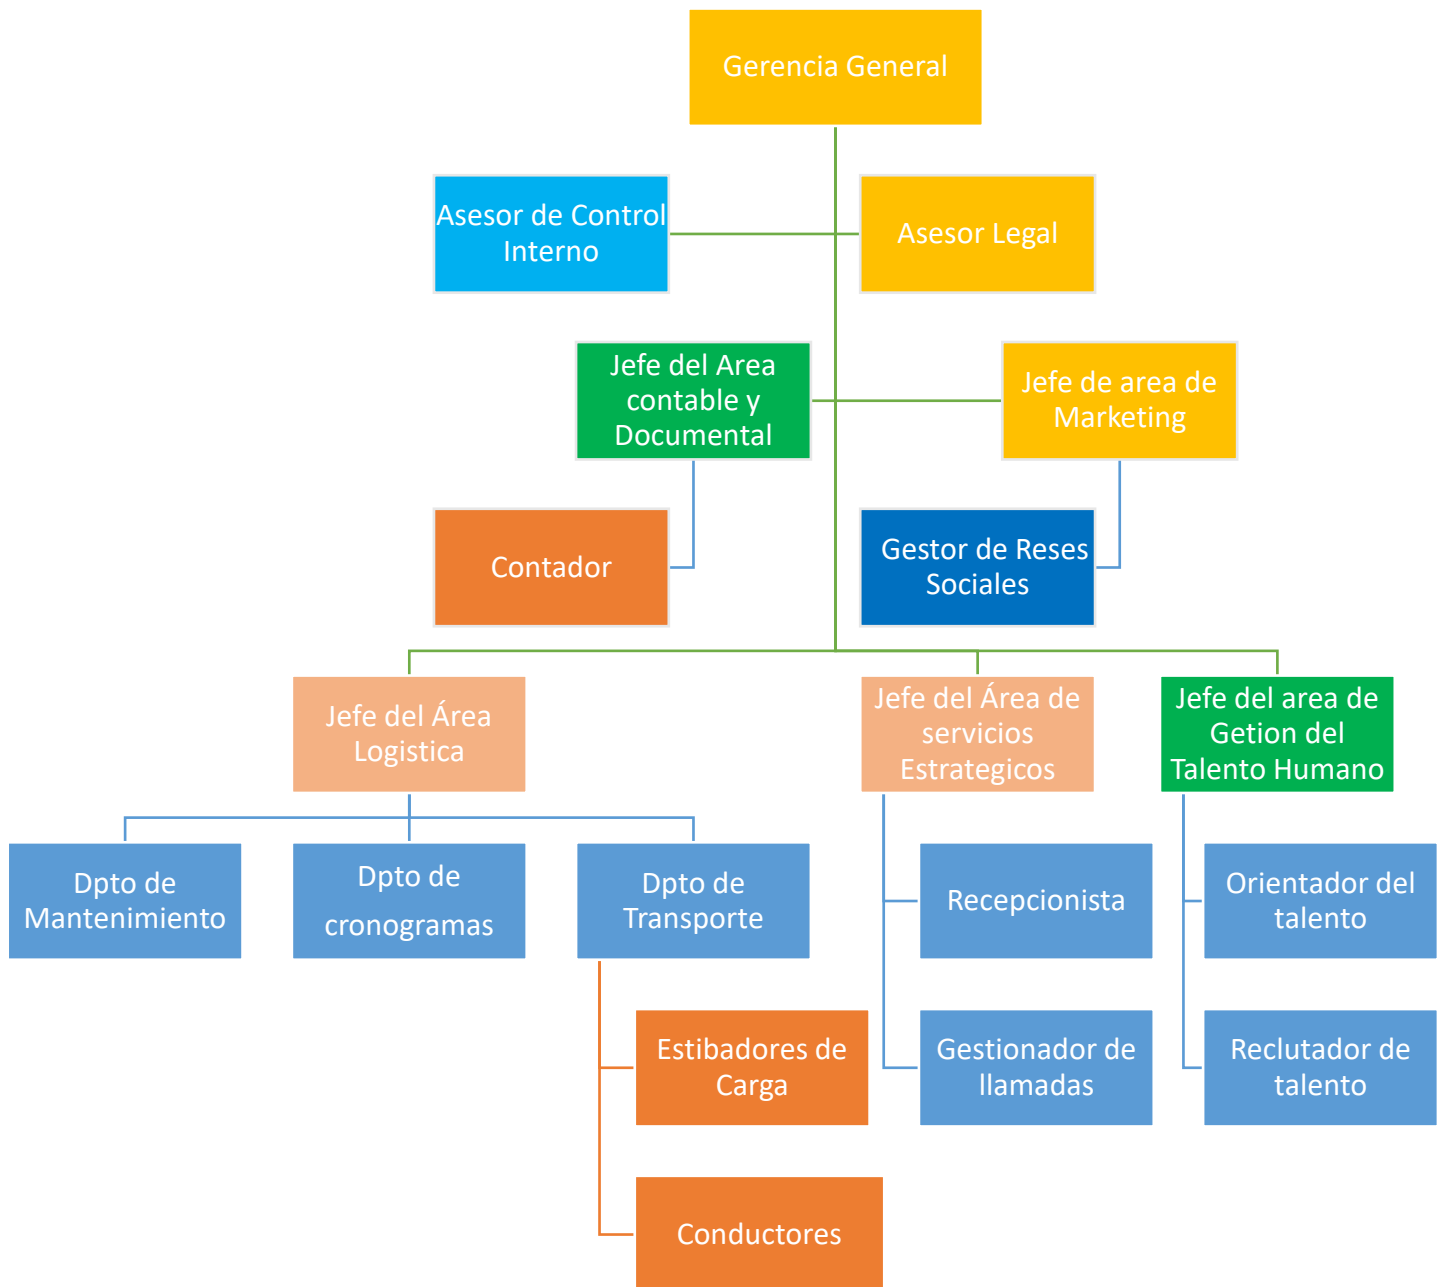 Gerencia General
Asesor de Control
Interno
Asesor Legal
Jefe del Area
contable y
Documental
Jefe de area de
Marketing
Contador
Gestor de Reses
Sociales
Jefe del Área
Logistica
Jefe del Área de
servicios
Estrategicos
Jefe del area de
Getion del
Talento Humano
Dpto de
Mantenimiento
Dpto de
cronogramas
Dpto de
Transporte
Recepcionista
Orientador del
talento
Estibadores de
Carga
Gestionador de
llamadas
Reclutador de
talento
Conductores